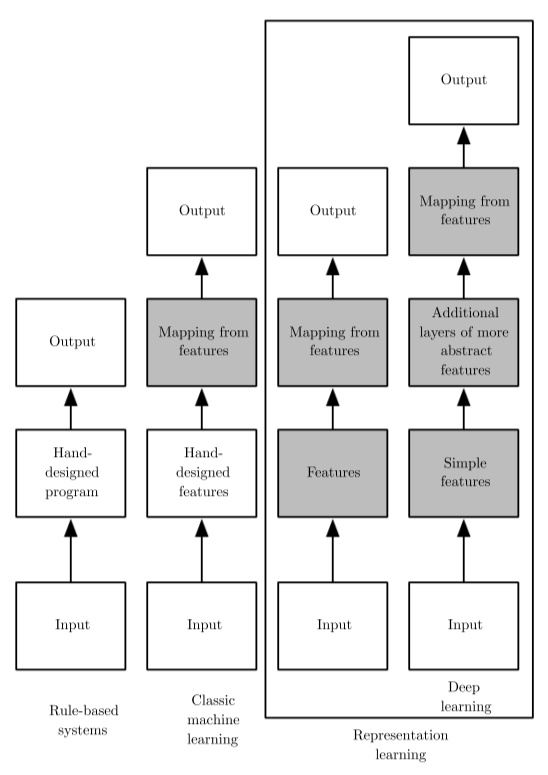 Output
Mapping from
features
Additional
layers of more
abstract
features
Simple
features
Input
Deep
learning
Output
Mapping from
features
Features
Input
Representation
learning
Output
Mapping from
features
Hand-
designed
features
Input
Classic
machine
learning
Output
Hand-
designed
program
Input
Rule-based
systems